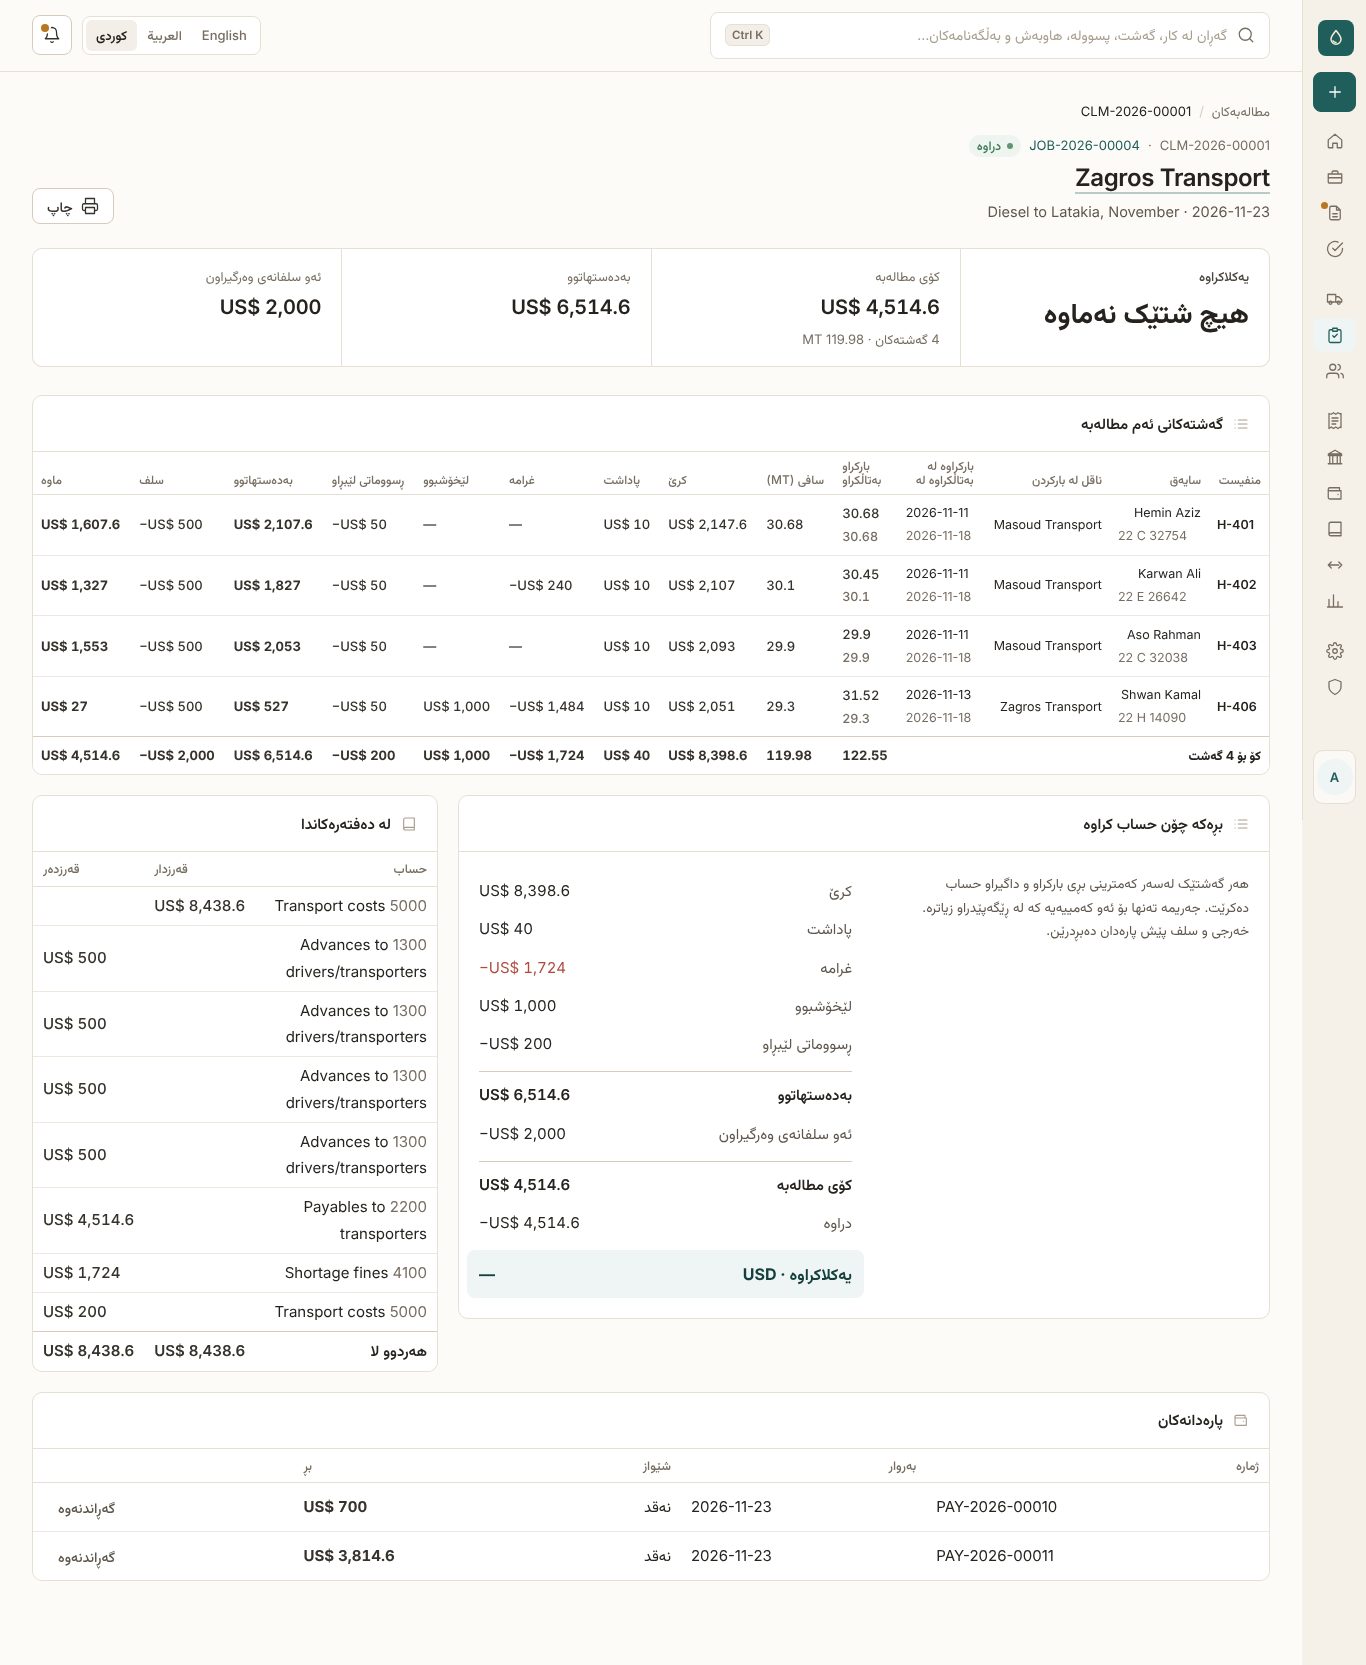 گەڕان لە کار، گەشت، پسوولە، هاوبەش و بەڵگەنامەکان...
Ctrl K
English
العربية
کوردی
مطالەبەکان / CLM-2026-00001
CLM-2026-00001 · JOB-2026-00004 دراوە
Zagros Transport
Diesel to Latakia, November · 2026-11-23
چاپ
یەکلاکراوە
هیچ شتێک نەماوە
کۆی مطالەبە
US$ 4,514.6
4 گەشتەکان · 119.98 MT
بەدەستهاتوو
US$ 6,514.6
ئەو سلفانەی وەرگیراون
US$ 2,000
گەشتەکانی ئەم مطالەبە
منفیست سایەق ناقل لە بارکردن بارکراوە لە بەتاڵکراوە لە بارکراو بەتاڵکراو سافی (MT) کرێ پاداشت غرامە لێخۆشبوو ڕسووماتی لێبڕاو بەدەستهاتوو سلف ماوە
H-401 Hemin Aziz 22 C 32754 Masoud Transport 2026-11-11 2026-11-18 30.68 30.68 30.68 US$ 2,147.6 US$ 10 — — −US$ 50 US$ 2,107.6 −US$ 500 US$ 1,607.6
H-402 Karwan Ali 22 E 26642 Masoud Transport 2026-11-11 2026-11-18 30.45 30.1 30.1 US$ 2,107 US$ 10 −US$ 240 — −US$ 50 US$ 1,827 −US$ 500 US$ 1,327
H-403 Aso Rahman 22 C 32038 Masoud Transport 2026-11-11 2026-11-18 29.9 29.9 29.9 US$ 2,093 US$ 10 — — −US$ 50 US$ 2,053 −US$ 500 US$ 1,553
H-406 Shwan Kamal 22 H 14090 Zagros Transport 2026-11-13 2026-11-18 31.52 29.3 29.3 US$ 2,051 US$ 10 −US$ 1,484 US$ 1,000 −US$ 50 US$ 527 −US$ 500 US$ 27
کۆ بۆ 4 گەشت 122.55 119.98 US$ 8,398.6 US$ 40 −US$ 1,724 US$ 1,000 −US$ 200 US$ 6,514.6 −US$ 2,000 US$ 4,514.6
بڕەکە چۆن حساب کراوە
هەر گەشتێک لەسەر کەمترینی بڕی بارکراو و داگیراو حساب
دەکرێت. جەریمە تەنها بۆ ئەو کەمییەیە کە لە ڕێگەپێدراو زیاترە.
خەرجی و سلف پێش پارەدان دەبڕدرێن.
کرێ US$ 8,398.6
پاداشت US$ 40
غرامە −US$ 1,724
لێخۆشبوو US$ 1,000
ڕسووماتی لێبڕاو −US$ 200
بەدەستهاتوو US$ 6,514.6
ئەو سلفانەی وەرگیراون −US$ 2,000
کۆی مطالەبە US$ 4,514.6
دراوە −US$ 4,514.6
یەکلاکراوە · USD —
لە دەفتەرەکاندا
حساب قەرزدار قەرزدەر
5000 Transport costs US$ 8,438.6
1300 Advances to drivers/transporters US$ 500
1300 Advances to drivers/transporters US$ 500
1300 Advances to drivers/transporters US$ 500
1300 Advances to drivers/transporters US$ 500
2200 Payables to transporters US$ 4,514.6
4100 Shortage fines US$ 1,724
5000 Transport costs US$ 200
هەردوو لا US$ 8,438.6 US$ 8,438.6
پارەدانەکان
ژمارە بەروار شێواز بڕ
PAY-2026-00010 2026-11-23 نەقد US$ 700 گەڕاندنەوە
PAY-2026-00011 2026-11-23 نەقد US$ 3,814.6 گەڕاندنەوە
A